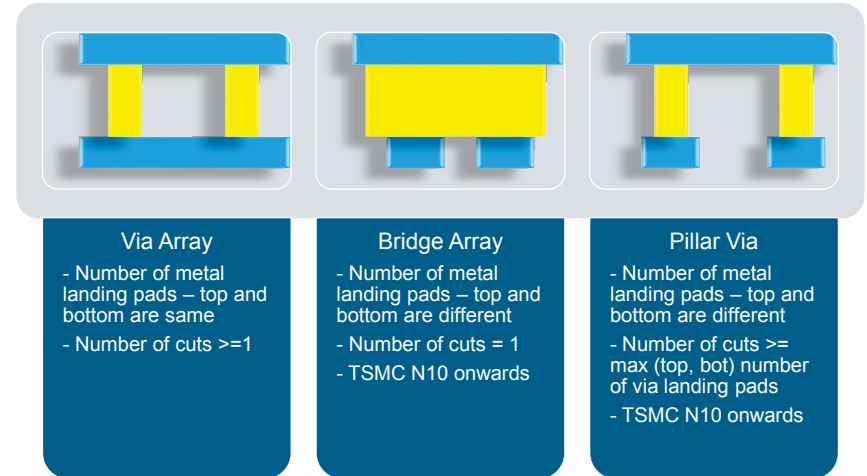 Via Array
- Number of metal
landing pads – top and
bottom are same
- Number of cuts >=1
Bridge Array
- Number of metal
landing pads – top and
bottom are different
- Number of cuts = 1
- TSMC N10 onwards
Pillar Via
- Number of metal
landing pads – top and
bottom are different
- Number of cuts >=
max (top, bot) number
of via landing pads
- TSMC N10 onwards